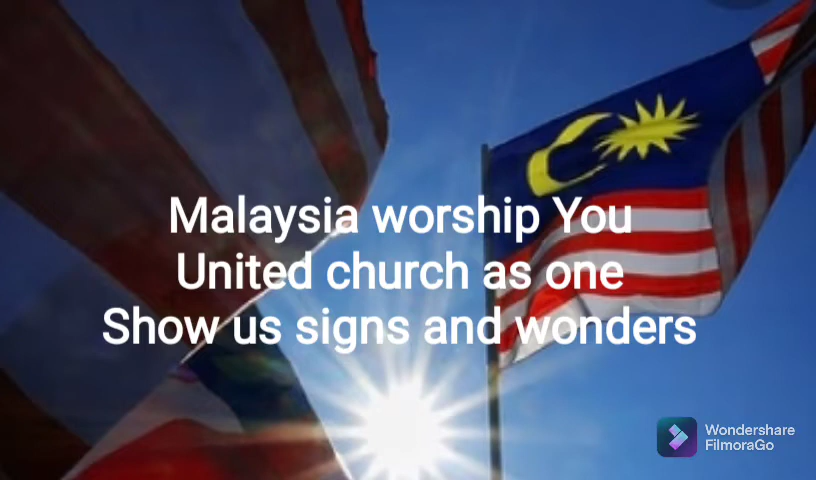 Malaysia worship You
United church as one
Show us signs and wonders
Wondershare
FilmoraGo